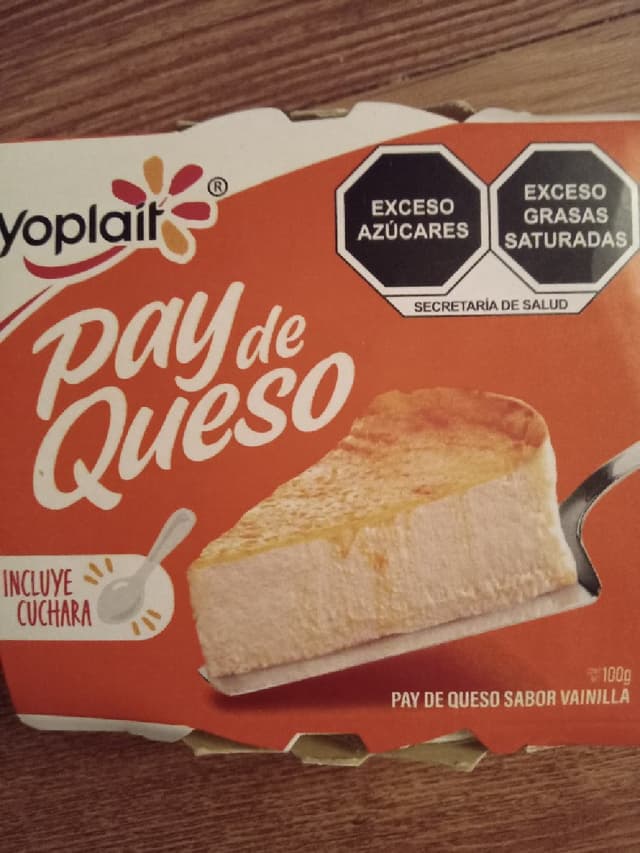 yoplait®
EXCESO
AZÚCARES
EXCESO
GRASAS
SATURADAS
SECRETARÍA DE SALUD
Pay de
Queso
INCLUYE
CUCHARA
100g
PAY DE QUESO SABOR VAINILLA